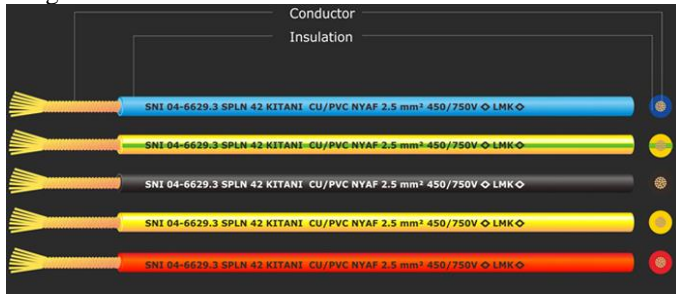 Conductor
Insulation
SNI 04-6629.3 SPLN 42 KITANI CU/PVC NYAF 2.5 mm² 450/750V ◇ LMK◇
SNI 04-6629.3 SPLN 42 KITANI CU/PVC NYAF 2.5 mm² 450/750V ◇ LMK◇
SNI 04-6629.3 SPLN 42 KITANI CU/PVC NYAF 2.5 mm² 450/750V ◇ LMK◇
SNI 04-6629.3 SPLN 42 KITANI CU/PVC NYAF 2.5 mm² 450/750V ◇ LMK◇
SNI 04-6629.3 SPLN 42 KITANI CU/PVC NYAF 2.5 mm² 450/750V ◇ LMK◇